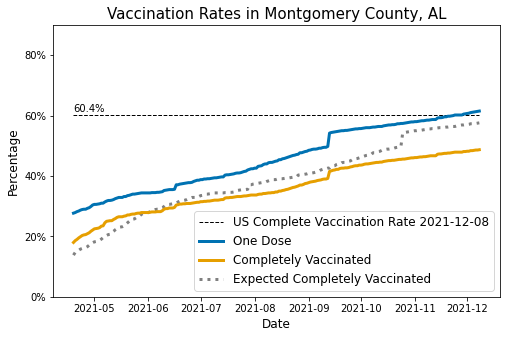 Vaccination Rates in Montgomery County, AL
80%
60%
40%
20%
0%
Percentage
60.4%
US Complete Vaccination Rate 2021-12-08
One Dose
Completely Vaccinated
Expected Completely Vaccinated
2021-05 2021-06 2021-07 2021-08 2021-09 2021-10 2021-11 2021-12
Date